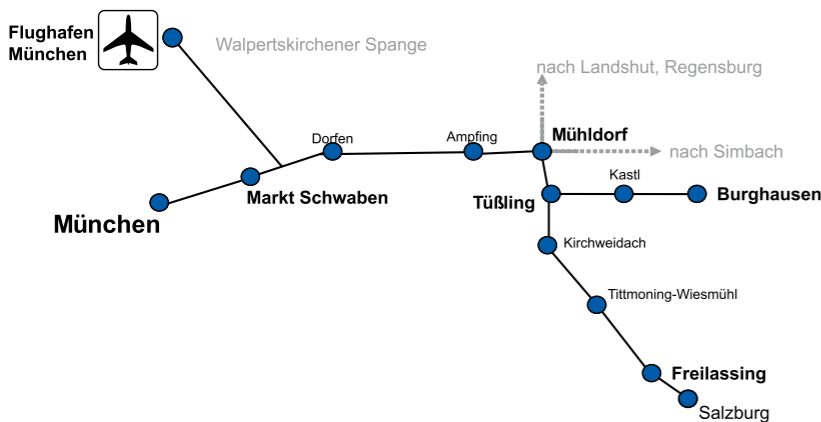 Flughafen
München
Walpertskirchener Spange
nach Landshut, Regensburg
Dorfen
Ampfing
Mühldorf
nach Simbach
Markt Schwaben
Kastl
Tüßling
Burghausen
München
Kirchweidach
Tittmoning-Wiesmühl
Freilassing
Salzburg